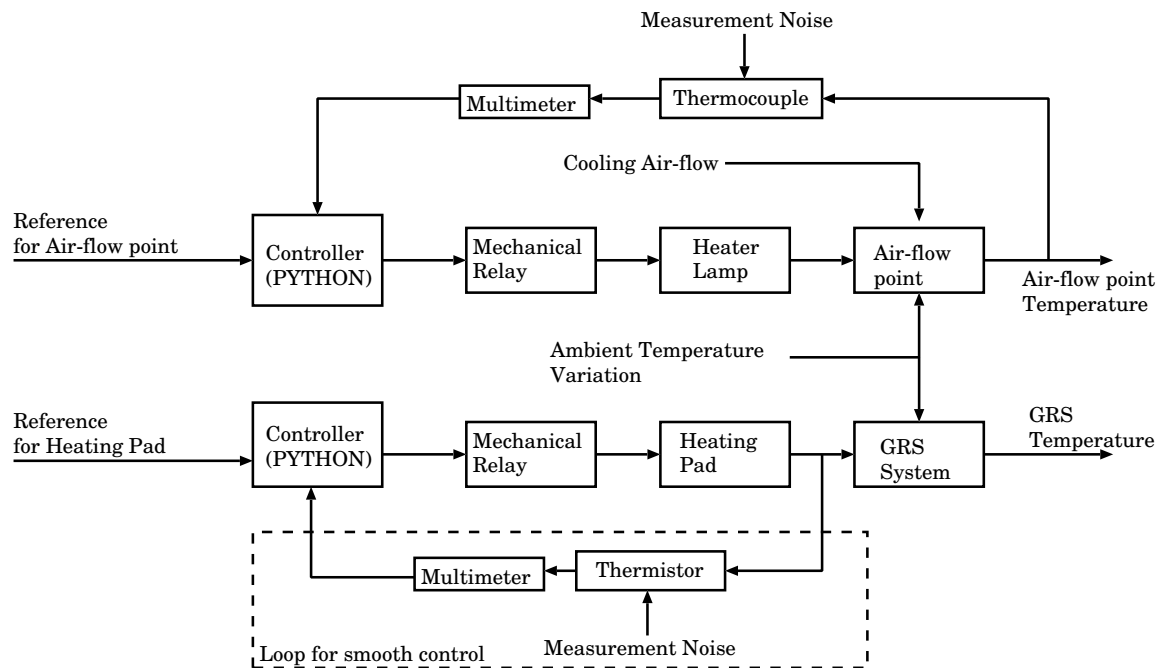 Measurement Noise
Multimeter
Thermocouple
Cooling Air-flow
Reference
for Air-flow point
Controller
(PYTHON)
Mechanical
Relay
Heater
Lamp
Air-flow
point
Air-flow point
Temperature
Ambient Temperature
Variation
Reference
for Heating Pad
Controller
(PYTHON)
Mechanical
Relay
Heating
Pad
GRS
System
GRS
Temperature
Multimeter
Thermistor
Measurement Noise
Loop for smooth control